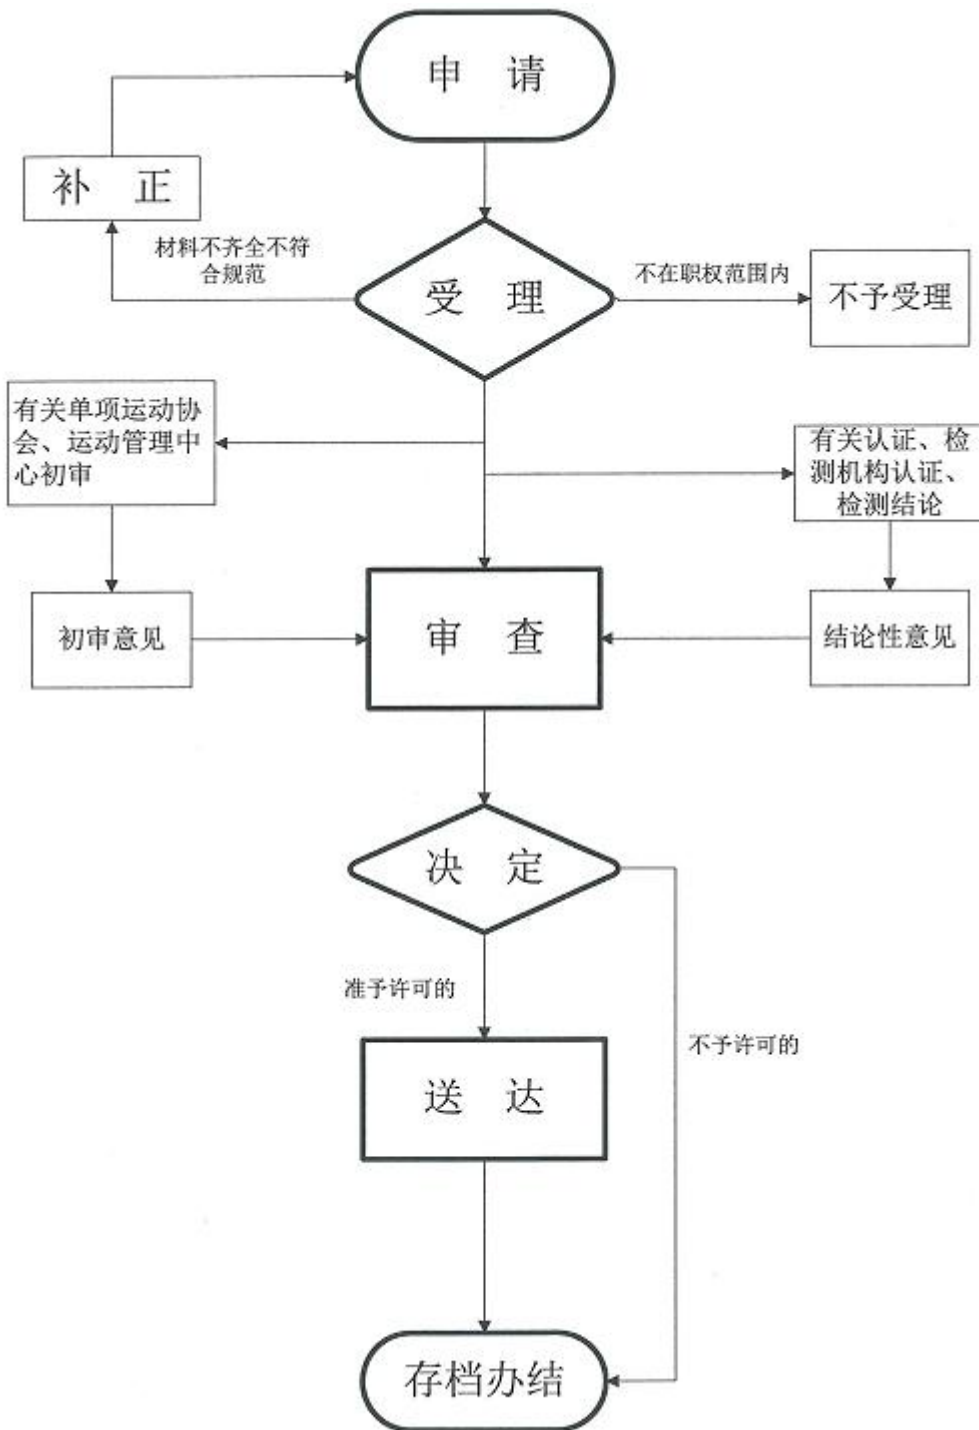 申 请
补 正
材料不齐全不符
合规范
受 理
不在职权范围内
不予受理
有关单项运动协
会、运动管理中
心初审
有关认证、检
测机构认证、
检测结论
初审意见
审 查
结论性意见
决 定
准予许可的
不予许可的
送 达
存档办结